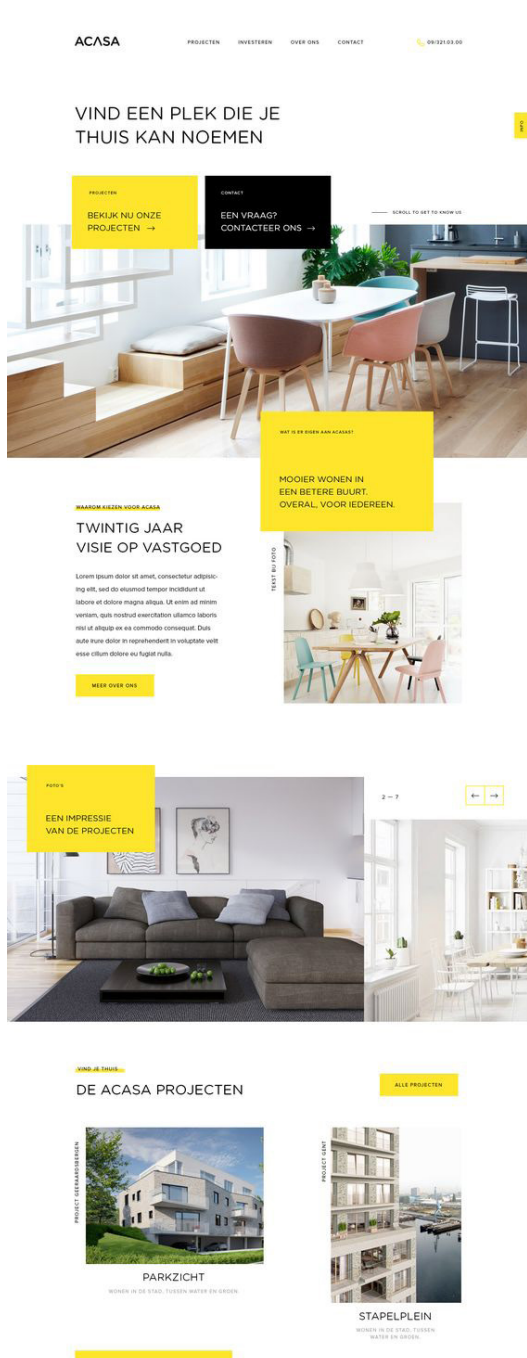 ACASA
PROJECTEN INVESTEREN OVER ONS CONTACT
09/321.03.00
VIND EEN PLEK DIE JE
THUIS KAN NOEMEN
INFO
PROJECTEN
BEKIJK NU ONZE
PROJECTEN →
CONTACT
EEN VRAAG?
CONTACTEER ONS →
SCROLL TO GET TO KNOW US
WAT IS ER EIGEN AAN ACASAS?
MOOIER WONEN IN
EEN BETERE BUURT.
OVERAL, VOOR IEDEREEN.
WAAROM KIEZEN VOOR ACASA
TWINTIG JAAR
VISIE OP VASTGOED
Lorem ipsum dolor sit amet, consectetur adipisic-
ing elit, sed do eiusmod tempor incididunt ut
labore et dolore magna aliqua. Ut enim ad minim
veniam, quis nostrud exercitation ullamco laboris
nisi ut aliquip ex ea commodo consequat. Duis
aute irure dolor in reprehenderit in voluptate velit
esse cillum dolore eu fugiat nulla.
MEER OVER ONS
TEKST BIJ FOTO
FOTO'S
EEN IMPRESSIE
VAN DE PROJECTEN
2 — 7
← →
VIND JE THUIS
DE ACASA PROJECTEN
ALLE PROJECTEN
PROJECT GERAARDSBERGEN
PARKZICHT
WONEN IN DE STAD, TUSSEN WATER EN GROEN.
PROJECT GENT
STAPELPLEIN
WONEN IN DE STAD, TUSSEN
WATER EN GROEN.